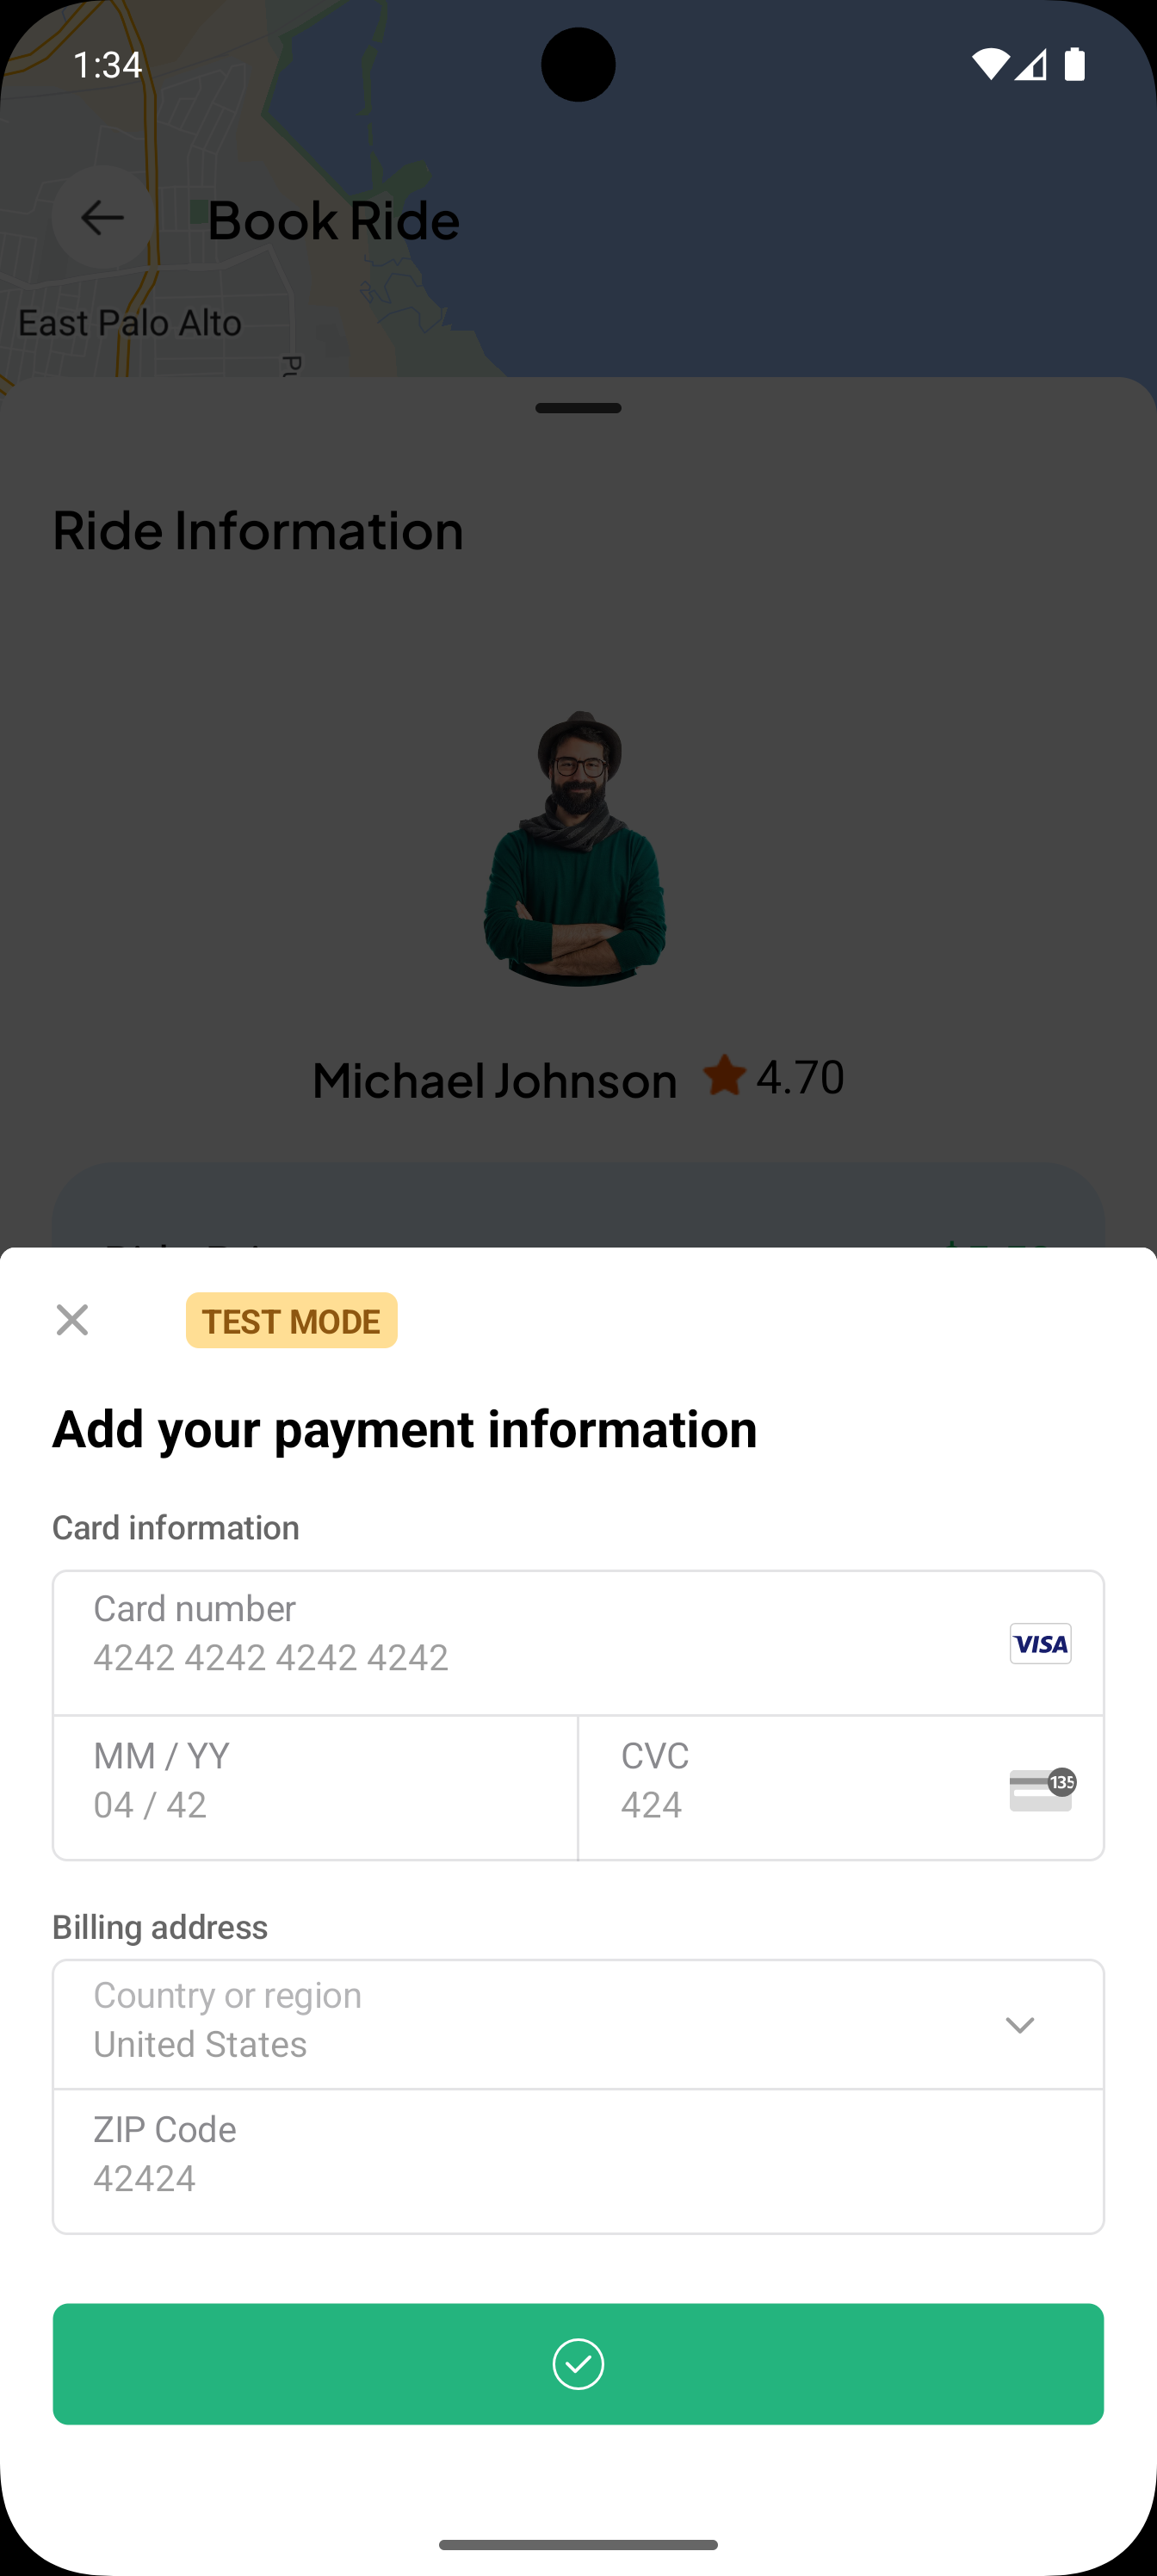 1:34
Book Ride
East Palo Alto
Ride Information
Michael Johnson 4.70
TEST MODE
Add your payment information
Card information
Card number
4242 4242 4242 4242
VISA
MM / YY
04 / 42
CVC
424
135
Billing address
Country or region
United States
ZIP Code
42424